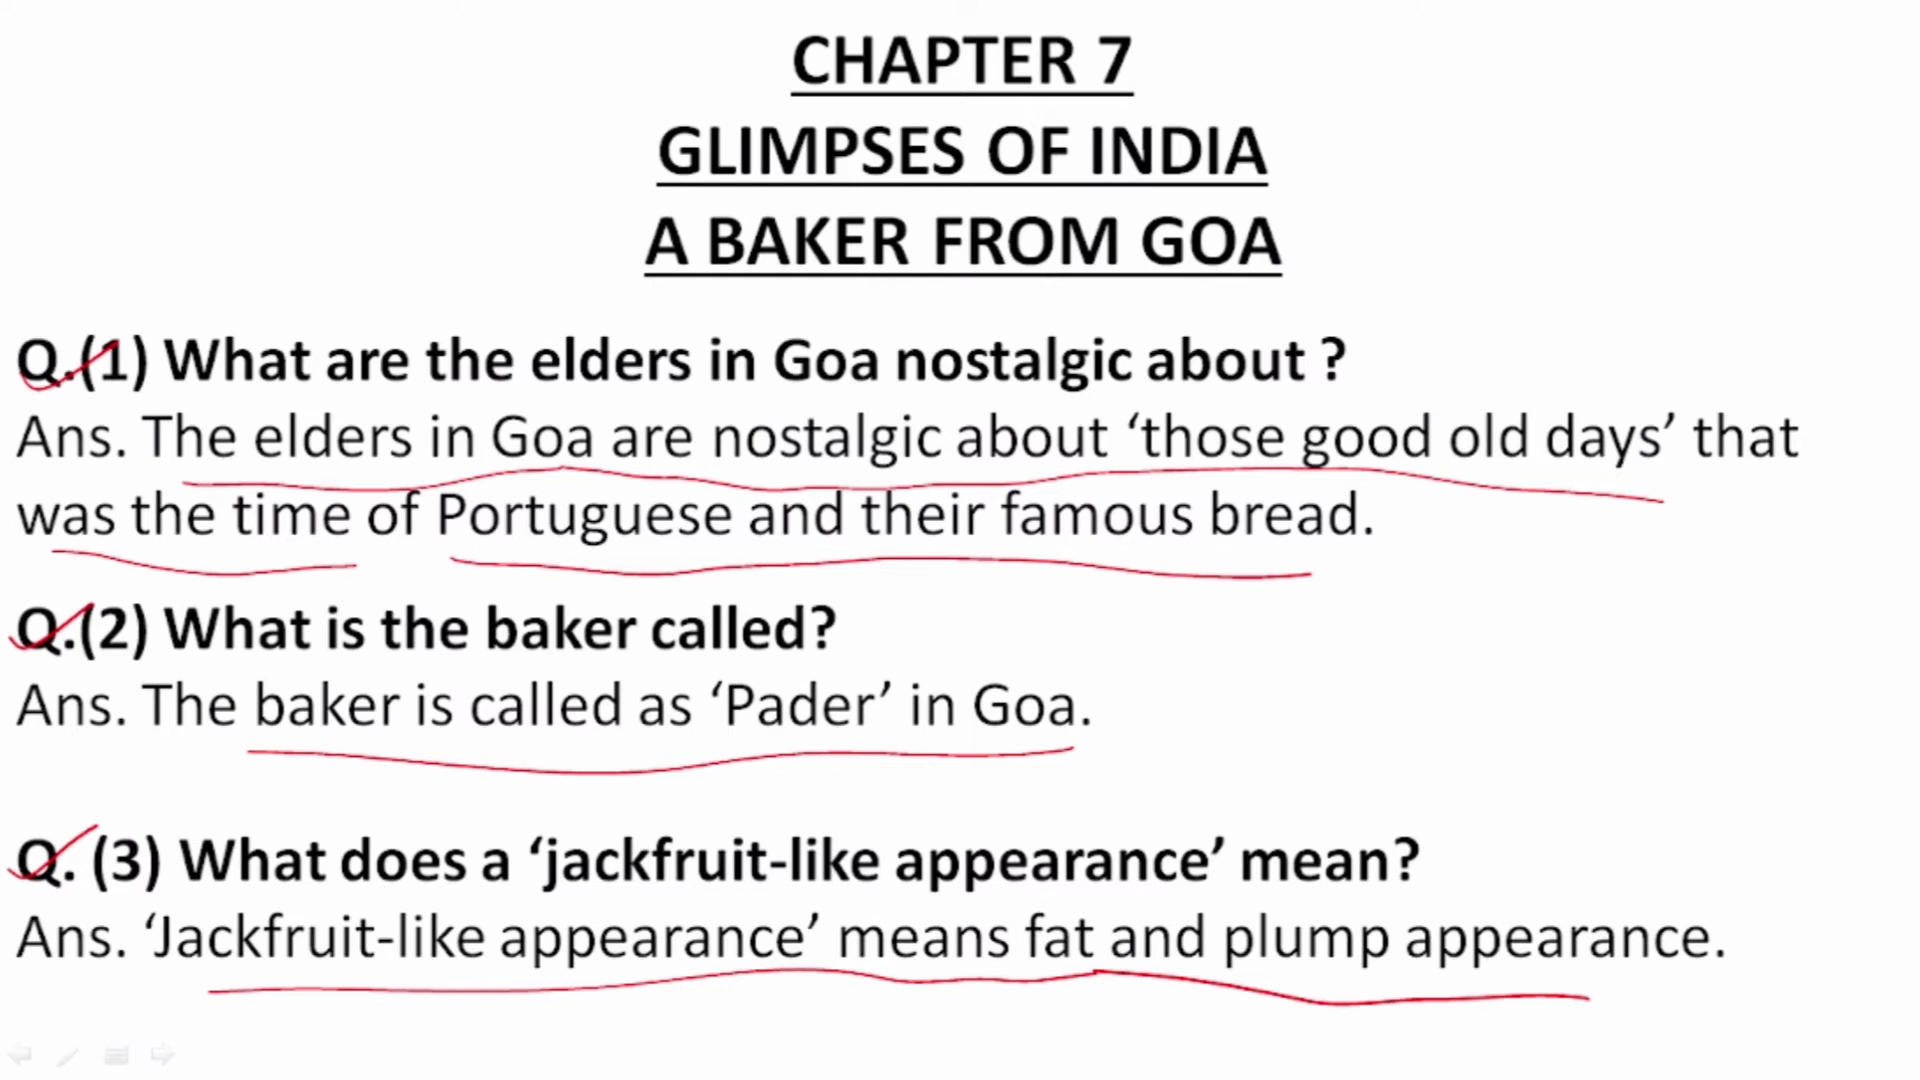 CHAPTER 7
GLIMPSES OF INDIA
A BAKER FROM GOA
Q.(1) What are the elders in Goa nostalgic about ?
Ans. The elders in Goa are nostalgic about ‘those good old days’ that
was the time of Portuguese and their famous bread.
Q.(2) What is the baker called?
Ans. The baker is called as ‘Pader’ in Goa.
Q. (3) What does a ‘jackfruit-like appearance’ mean?
Ans. ‘Jackfruit-like appearance’ means fat and plump appearance.